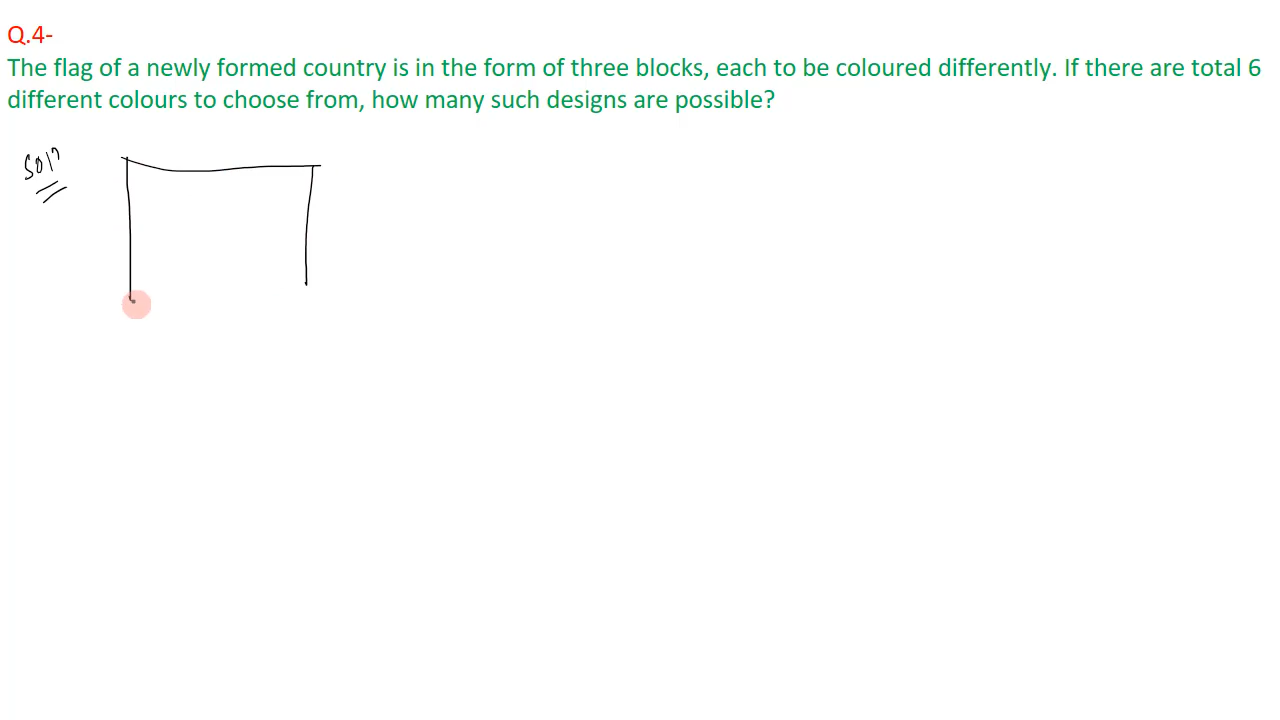 Q.4-
The flag of a newly formed country is in the form of three blocks, each to be coloured differently. If there are total 6
different colours to choose from, how many such designs are possible?
Soln